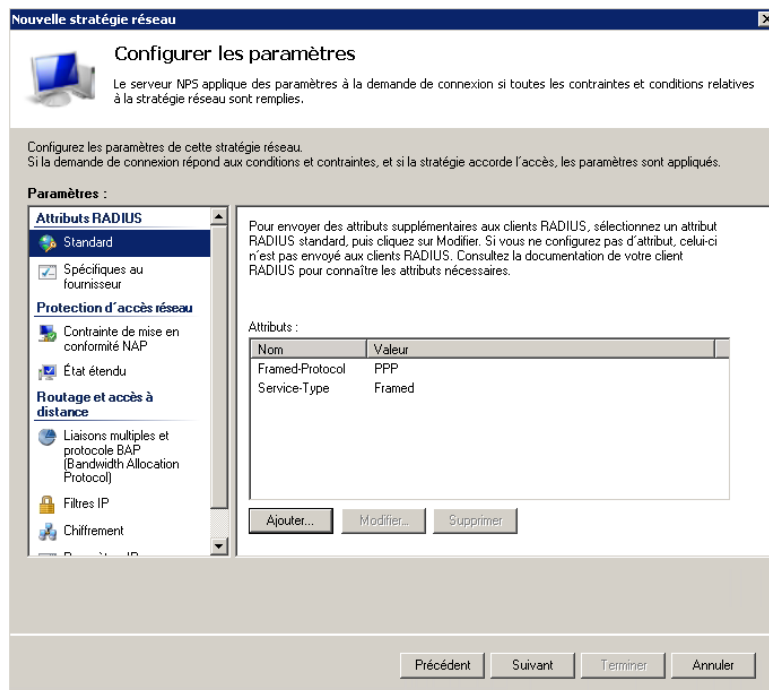 Nouvelle stratégie réseau
Configurer les paramètres
Le serveur NPS applique des paramètres à la demande de connexion si toutes les contraintes et conditions relatives
à la stratégie réseau sont remplies.
Configurez les paramètres de cette stratégie réseau.
Si la demande de connexion répond aux conditions et contraintes, et si la stratégie accorde l'accès, les paramètres sont appliqués.
Paramètres :
Attributs RADIUS
Standard
Spécifiques au
fournisseur
Protection d'accès réseau
Contrainte de mise en
conformité NAP
État étendu
Routage et accès à
distance
Liaisons multiples et
protocole BAP
(Bandwidth Allocation
Protocol)
Filtres IP
Chiffrement
Pour envoyer des attributs supplémentaires aux clients RADIUS, sélectionnez un attribut
RADIUS standard, puis cliquez sur Modifier. Si vous ne configurez pas d'attribut, celui-ci
n'est pas envoyé aux clients RADIUS. Consultez la documentation de votre client
RADIUS pour connaître les attributs nécessaires.
Attributs :
Nom Valeur
Framed-Protocol PPP
Service-Type Framed
Ajouter... Modifier... Supprimer
Précédent Suivant Terminer Annuler